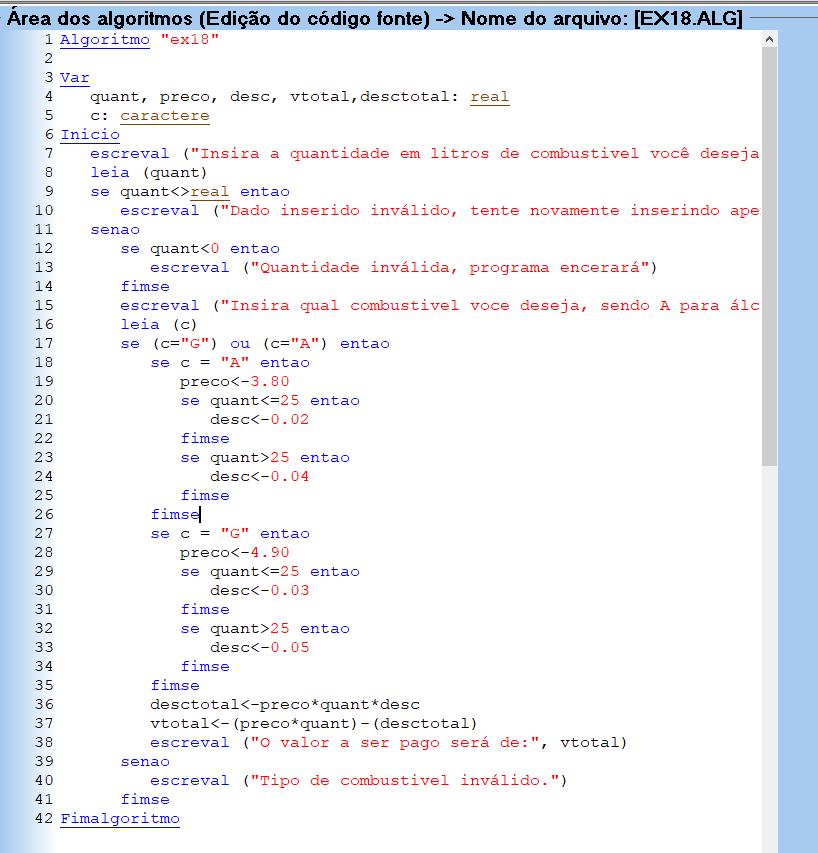 Área dos algoritmos (Edição do código fonte) -> Nome do arquivo: [EX18.ALG]
1 Algoritmo "ex18"
2
3 Var
4    quant, preco, desc, vtotal,desctotal: real
5    c: caractere
6 Inicio
7    escreval ("Insira a quantidade em litros de combustivel você deseja
8    leia (quant)
9    se quant<>real entao
10       escreval ("Dado inserido inválido, tente novamente inserindo ape
11    senao
12       se quant<0 entao
13          escreval ("Quantidade inválida, programa encerará")
14       fimse
15       escreval ("Insira qual combustivel voce deseja, sendo A para álc
16       leia (c)
17       se (c="G") ou (c="A") entao
18          se c = "A" entao
19             preco<-3.80
20             se quant<=25 entao
21                desc<-0.02
22             fimse
23             se quant>25 entao
24                desc<-0.04
25             fimse
26          fimse
27          se c = "G" entao
28             preco<-4.90
29             se quant<=25 entao
30                desc<-0.03
31             fimse
32             se quant>25 entao
33                desc<-0.05
34             fimse
35          fimse
36          desctotal<-preco*quant*desc
37          vtotal<-(preco*quant)-(desctotal)
38          escreval ("O valor a ser pago será de:", vtotal)
39       senao
40          escreval ("Tipo de combustivel inválido.")
41       fimse
42 Fimalgoritmo